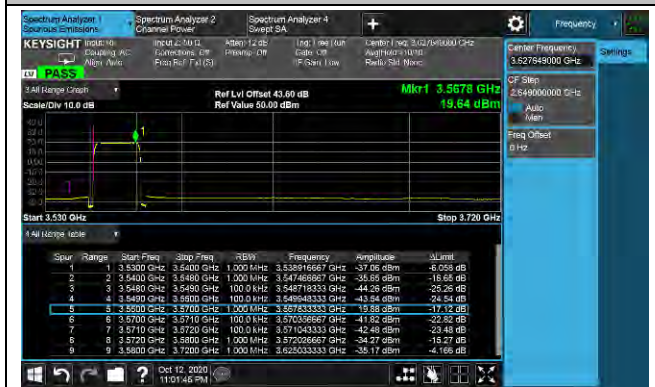 Spectrum Analyzer 1
Spurious Emissions
Spectrum Analyzer 2
Channel Power
Spectrum Analyzer 4
Swept SA
+
Frequency
KEYSIGHT Input: RF
Coupling: AC
Align: Auto
Input Z: 50 Ω
Corrections: Off
Freq Ref: Ext (S)
Atten: 12 dB
Preamp: Off
Trig: Free Run
Gate: Off
IF Gain: Low
Center Freq: 3.627649000 GHz
Avg|Hold: 10/10
Radio Std: None
Center Frequency
3.627649000 GHz
Settings
CF Step
2.649000000 GHz
Auto
Man
Freq Offset
0 Hz
PASS
3 All Range Graph
Scale/Div 10.0 dB
Ref Lvl Offset 43.60 dB
Ref Value 50.00 dBm
Mkr1 3.5678 GHz
19.64 dBm
1
Start 3.530 GHz
Stop 3.720 GHz
4 All Range Table
Spur Range Start Freq Stop Freq RBW Frequency Amplitude ΔLimit
1 1 3.5300 GHz 3.5400 GHz 1.000 MHz 3.538916667 GHz -37.06 dBm -6.058 dB
2 2 3.5400 GHz 3.5480 GHz 1.000 MHz 3.547466667 GHz -35.65 dBm -16.65 dB
3 3 3.5480 GHz 3.5490 GHz 100.0 kHz 3.548718333 GHz -44.26 dBm -25.26 dB
4 4 3.5490 GHz 3.5500 GHz 100.0 kHz 3.549948333 GHz -43.54 dBm -24.54 dB
5 5 3.5500 GHz 3.5700 GHz 1.000 MHz 3.567833333 GHz 19.88 dBm -17.12 dB
6 6 3.5700 GHz 3.5710 GHz 100.0 kHz 3.570356667 GHz -41.82 dBm -22.82 dB
7 7 3.5710 GHz 3.5720 GHz 100.0 kHz 3.571043333 GHz -42.48 dBm -23.48 dB
8 8 3.5720 GHz 3.5800 GHz 1.000 MHz 3.572026667 GHz -34.27 dBm -15.27 dB
9 9 3.5800 GHz 3.7200 GHz 1.000 MHz 3.625033333 GHz -35.17 dBm -4.166 dB
Oct 12, 2020
11:01:45 PM